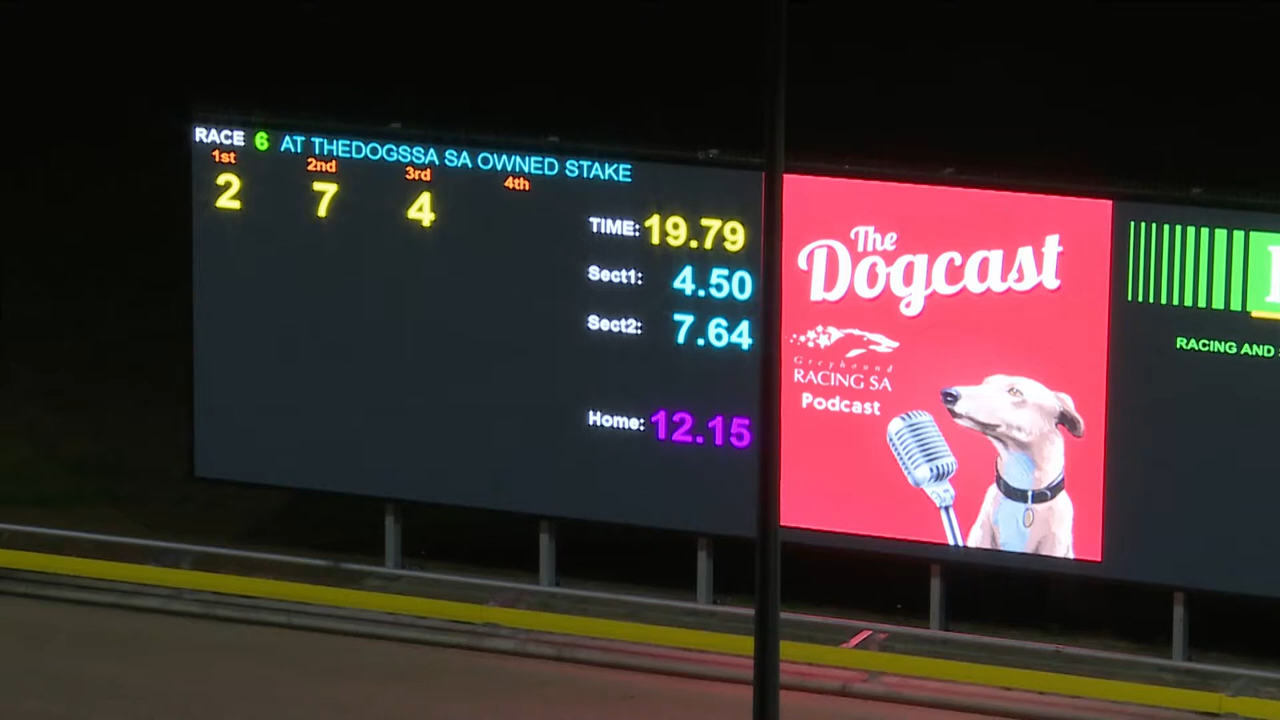 RACE 6 AT THEDOGSSA SA OWNED STAKE
1st 2nd 3rd 4th
2 7 4
TIME: 19.79
Sect1: 4.50
Sect2: 7.64
Home: 12.15
The
Dogcast
Greyhound
RACING SA
Podcast
RACING AND